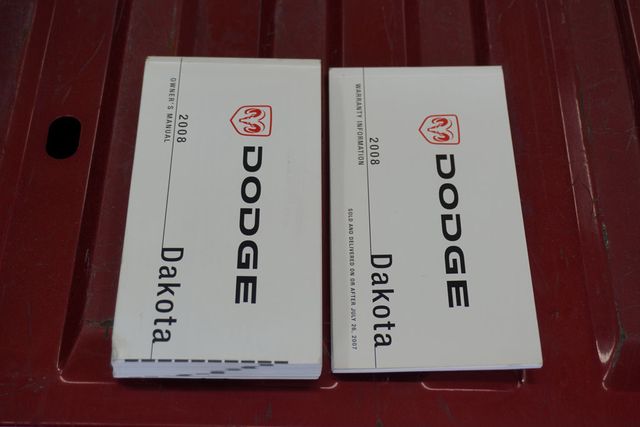 OWNER'S MANUAL
2008
Dakota
DODGE
WARRANTY INFORMATION
2008
SOLD AND DELIVERED ON OR AFTER JULY 26, 2007
Dakota
DODGE